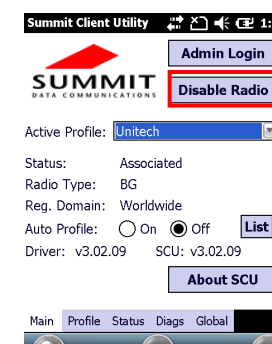 Summit Client Utility 1:
Admin Login
SUMMIT
DATA COMMUNICATIONS
Disable Radio
Active Profile: Unitech
Status: Associated
Radio Type: BG
Reg. Domain: Worldwide
Auto Profile: On Off List
Driver: v3.02.09 SCU: v3.02.09
About SCU
Main Profile Status Diags Global